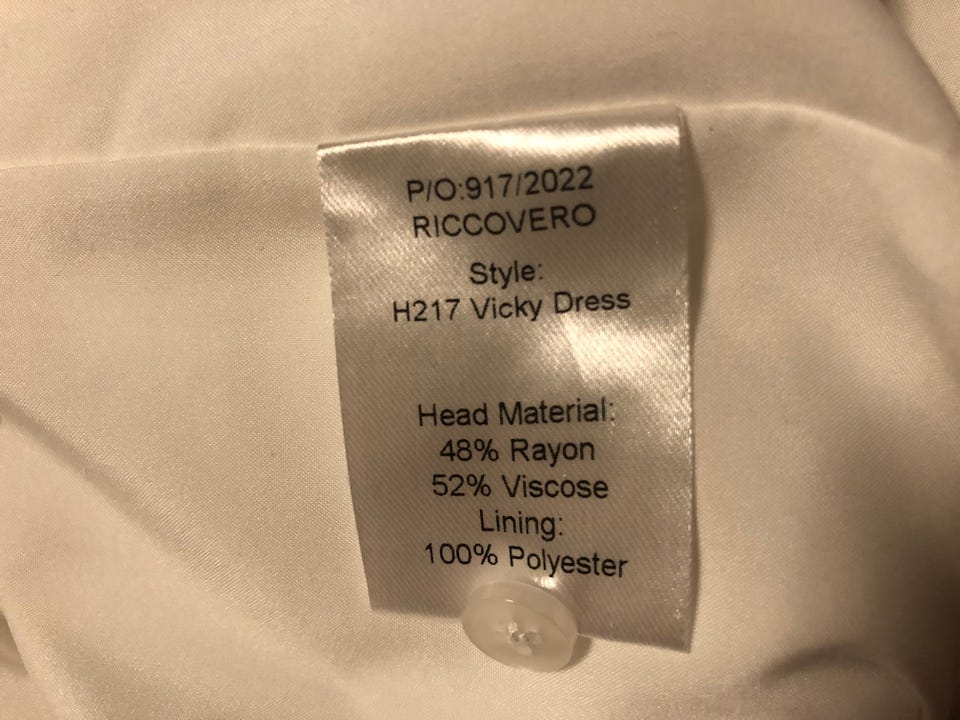 P/O:917/2022
RICCOVERO
Style:
H217 Vicky Dress
Head Material:
48% Rayon
52% Viscose
Lining:
100% Polyester